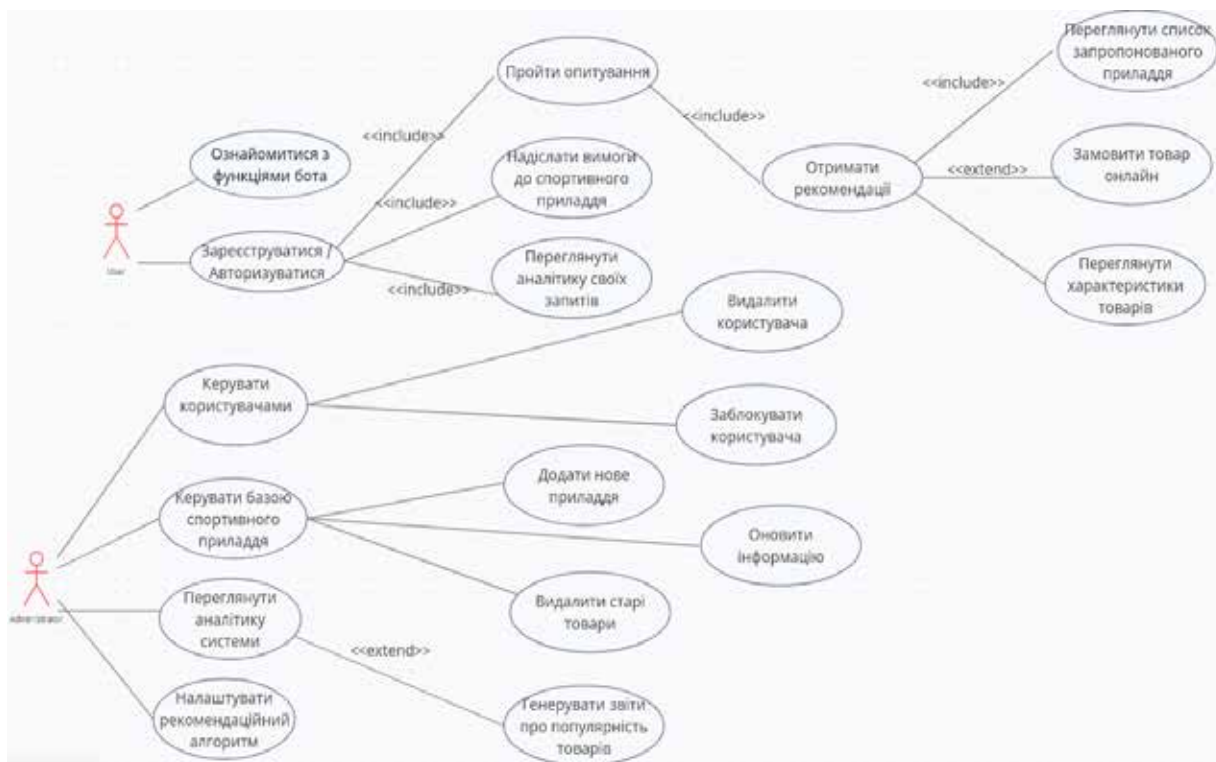 Пройти опитування
Переглянути список
запропонованого
приладдя
<<include>>
<<include>>
<<include>>
Ознайомитися з
функціями бота
Надіслати вимоги
до спортивного
приладдя
<<include>>
Отримати
рекомендації
<<extend>>
Замовити товар
онлайн
User
Зареєструватися /
Авторизуватися
<<include>>
Переглянути
аналітику своїх
запитів
Переглянути
характеристики
товарів
Видалити
користувача
Керувати
користувачами
Заблокувати
користувача
Керувати базою
спортивного
приладдя
Додати нове
приладдя
Оновити
інформацію
Administrator
Переглянути
аналітику
системи
Видалити старі
товари
<<extend>>
Налаштувати
рекомендаційний
алгоритм
Генерувати звіти
про популярність
товарів